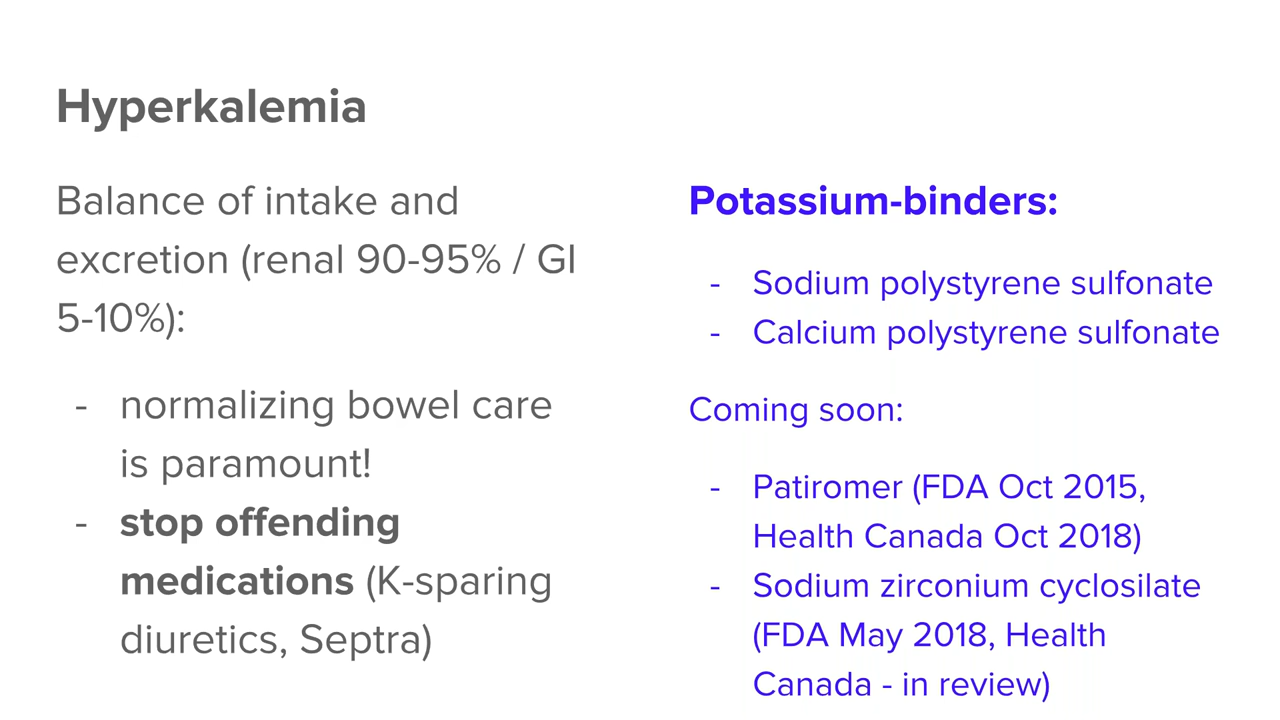 Hyperkalemia
Balance of intake and
excretion (renal 90-95% / GI
5-10%):
- normalizing bowel care
is paramount!
- stop offending
medications (K-sparing
diuretics, Septra)
Potassium-binders:
- Sodium polystyrene sulfonate
- Calcium polystyrene sulfonate
Coming soon:
- Patiromer (FDA Oct 2015,
Health Canada Oct 2018)
- Sodium zirconium cyclosilate
(FDA May 2018, Health
Canada - in review)